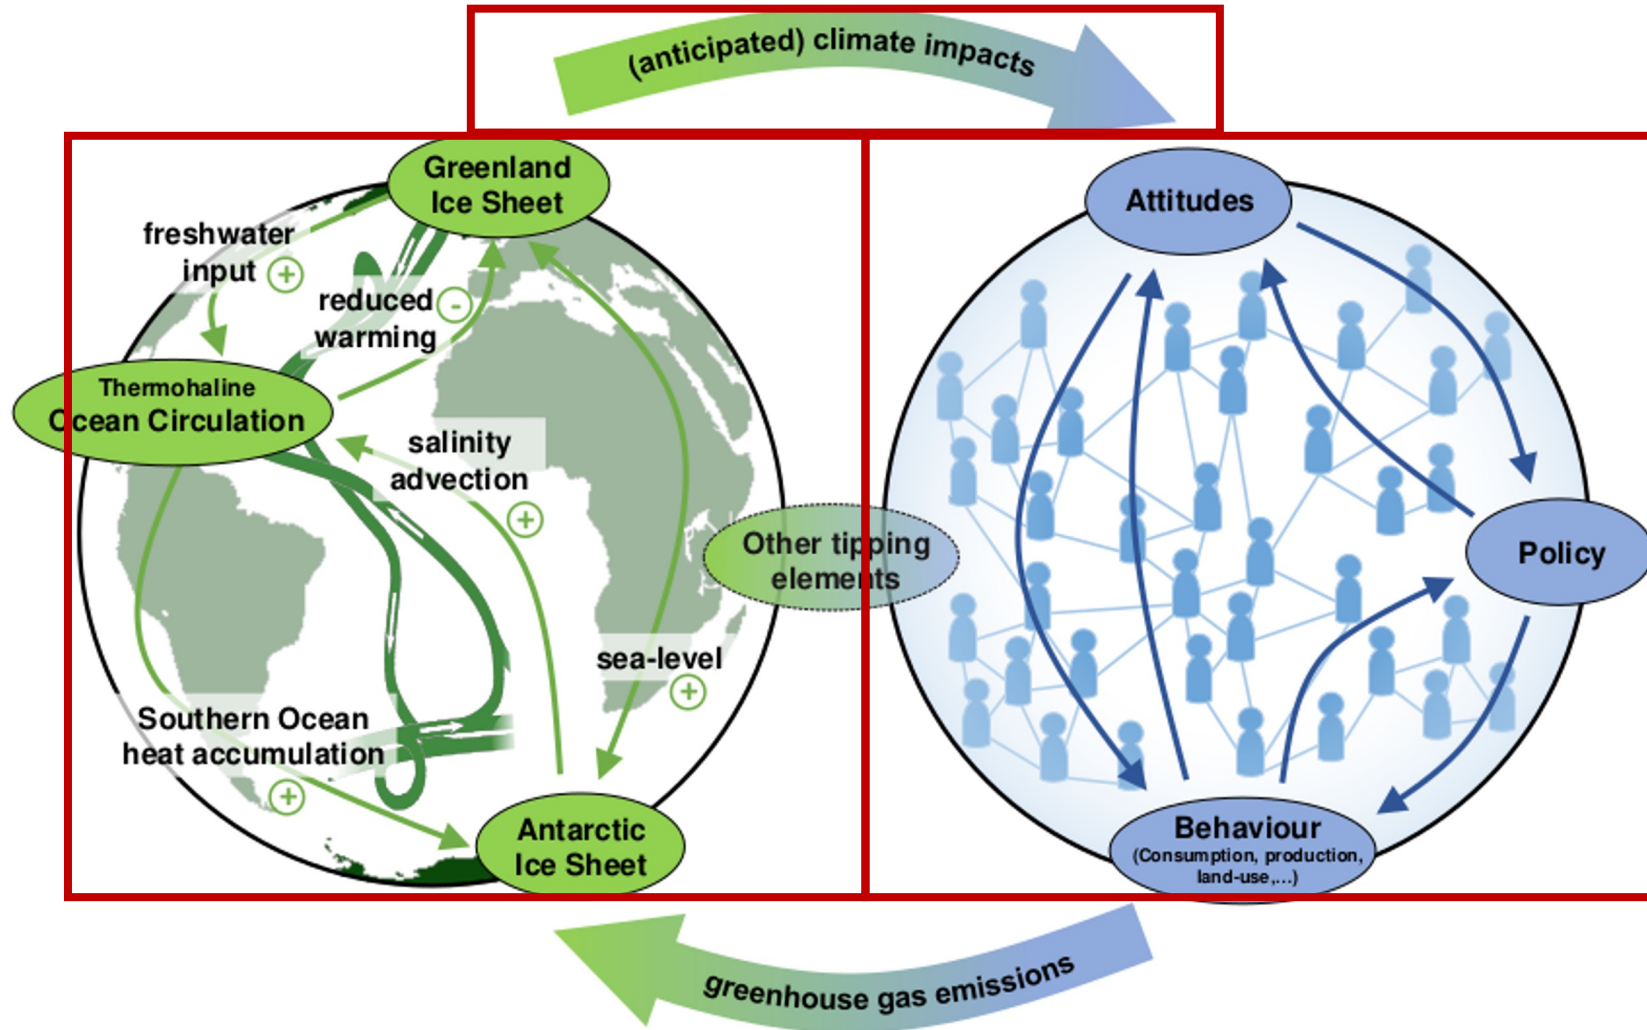 (anticipated) climate impacts
Greenland
Ice Sheet
freshwater
input +
reduced -
warming
Thermohaline
Ocean Circulation
salinity
advection
+
sea-level
+
Southern Ocean
heat accumulation
+
Antarctic
Ice Sheet
Other tipping
elements
Attitudes
Policy
Behaviour
(Consumption, production,
land-use,...)
greenhouse gas emissions